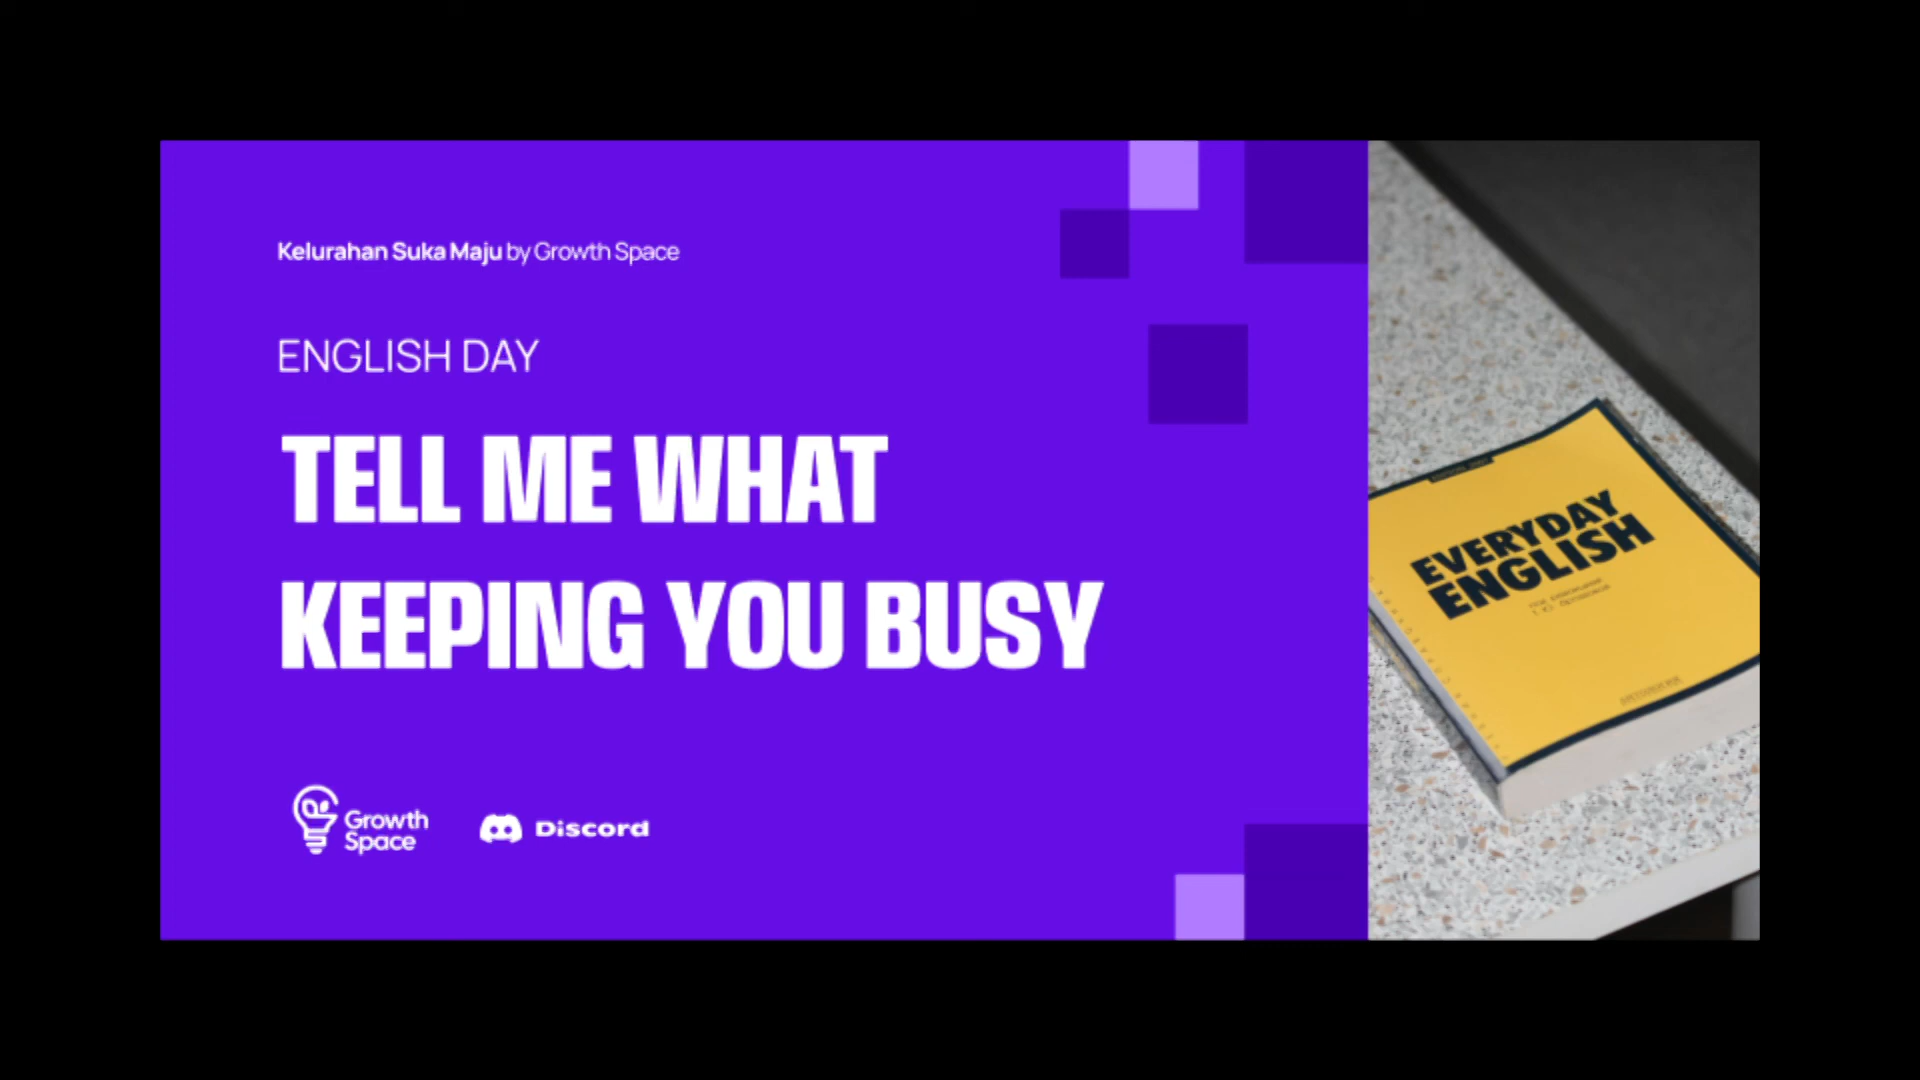 Kelurahan Suka Maju by Growth Space
ENGLISH DAY
TELL ME WHAT
KEEPING YOU BUSY
Growth
Space
Discord
EVERYDAY
ENGLISH